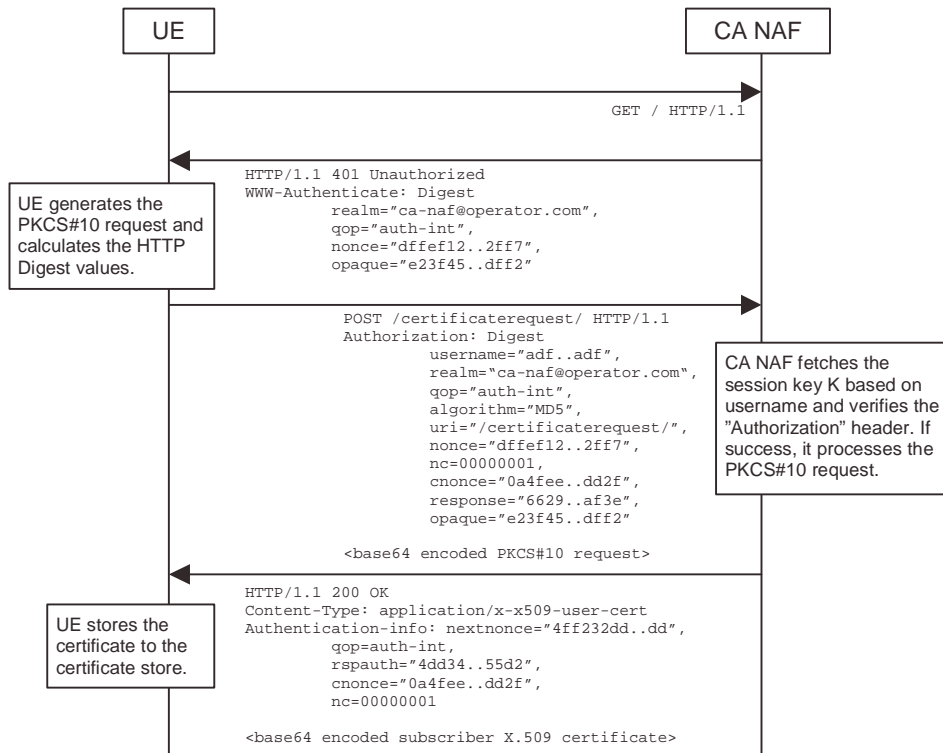 UE
CA NAF
GET / HTTP/1.1
HTTP/1.1 401 Unauthorized
WWW-Authenticate: Digest
realm="ca-naf@operator.com",
qop="auth-int",
nonce="dffef12..2ff7",
opaque="e23f45..dff2"
UE generates the
PKCS#10 request and
calculates the HTTP
Digest values.
POST /certificaterequest/ HTTP/1.1
Authorization: Digest
username="adf..adf",
realm="ca-naf@operator.com",
qop="auth-int",
algorithm="MD5",
uri="/certificaterequest/",
nonce="dffef12..2ff7",
nc=00000001,
cnonce="0a4fee..dd2f",
response="6629..af3e",
opaque="e23f45..dff2"
<base64 encoded PKCS#10 request>
CA NAF fetches the
session key K based on
username and verifies the
"Authorization" header. If
success, it processes the
PKCS#10 request.
HTTP/1.1 200 OK
Content-Type: application/x-x509-user-cert
Authentication-info: nextnonce="4ff232dd..dd",
qop=auth-int,
rspauth="4dd34..55d2",
cnonce="0a4fee..dd2f",
nc=00000001
<base64 encoded subscriber X.509 certificate>
UE stores the
certificate to the
certificate store.